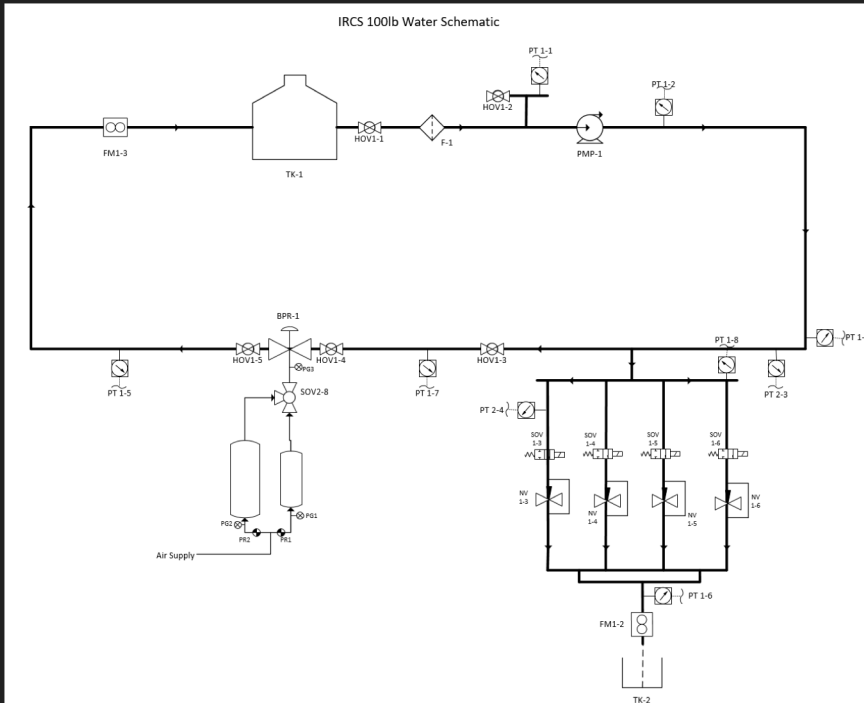 IRCS 100lb Water Schematic
PT 1-1
PT 1-2
HOV1-2
FM1-3
HOV1-1
F-1
PMP-1
TK-1
BPR-1
PT 1-
PT 1-8
HOV1-5
HOV1-4
HOV1-3
PG3
PT 1-5
PT 1-7
PT 2-3
SOV2-8
PT 2-4
SOV
1-3
SOV
1-4
SOV
1-5
SOV
1-6
NV
1-3
NV
1-4
NV
1-5
NV
1-6
PG2
PG1
PR2
PR1
Air Supply
PT 1-6
FM1-2
TK-2